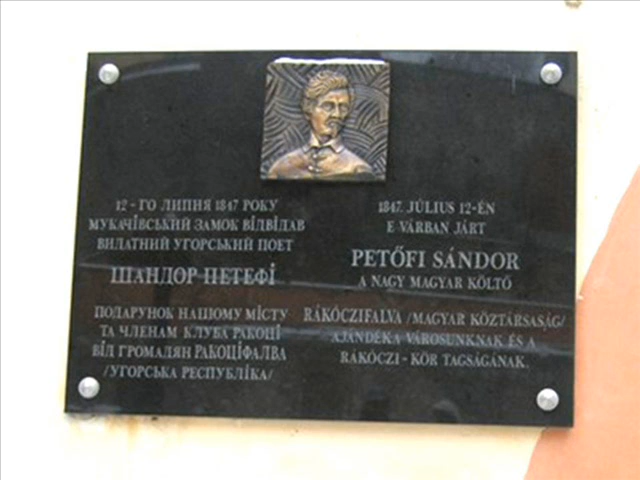 12-ГО ЛИПНЯ 1847 РОКУ
МУКАЧІВСЬКИЙ ЗАМОК ВІДВІДАВ
ВИДАТНИЙ УГОРСЬКИЙ ПОЕТ
ШАНДОР ПЕТЕФІ
ПОДАРУНОК НАШОМУ МІСТУ
ТА ЧЛЕНАМ КЛУБА РАКОЦІ
ВІД ГРОМАДЯН РАКОЦІФАЛВА
/УГОРСЬКА РЕСПУБЛІКА/
1847. JÚLIUS 12-ÉN
E VÁRBAN JÁRT
PETŐFI SÁNDOR
A NAGY MAGYAR KÖLTŐ
RÁKÓCZIFALVA /MAGYAR KÖZTÁRSASÁG/
AJÁNDÉKA VÁROSUNKNAK ÉS A
RÁKÓCZI-KÖR TAGSÁGÁNAK.